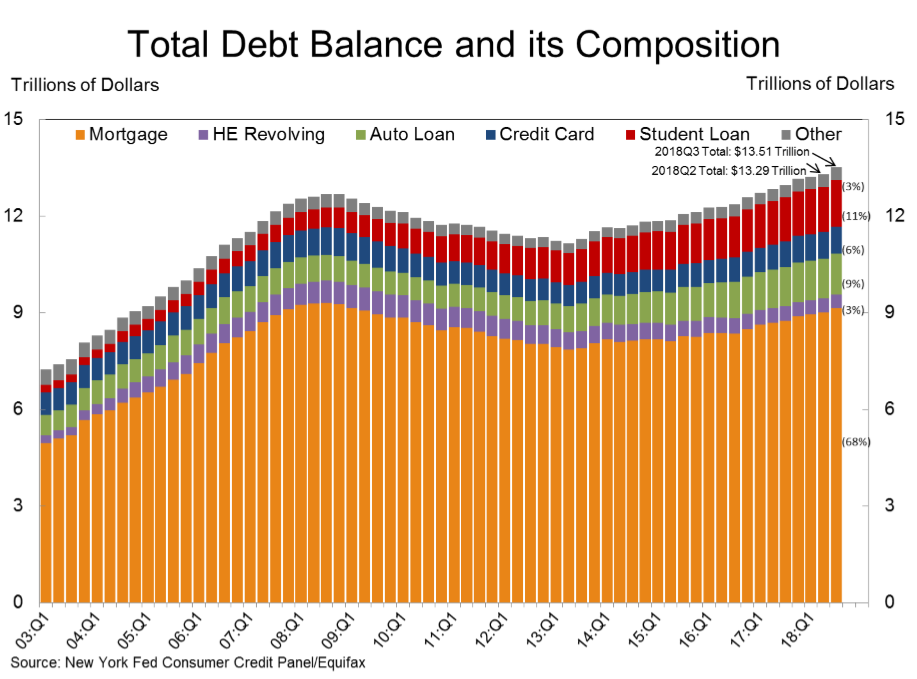 Total Debt Balance and its Composition
Trillions of Dollars
Trillions of Dollars
15
15
Mortgage HE Revolving Auto Loan Credit Card Student Loan Other
2018Q3 Total: $13.51 Trillion
2018Q2 Total: $13.29 Trillion
(3%)
12
(11%)
12
(6%)
(9%)
9
(3%)
9
6
6
(68%)
3
3
0
0
03:Q1 04:Q1 05:Q1 06:Q1 07:Q1 08:Q1 09:Q1 10:Q1 11:Q1 12:Q1 13:Q1 14:Q1 15:Q1 16:Q1 17:Q1 18:Q1
Source: New York Fed Consumer Credit Panel/Equifax